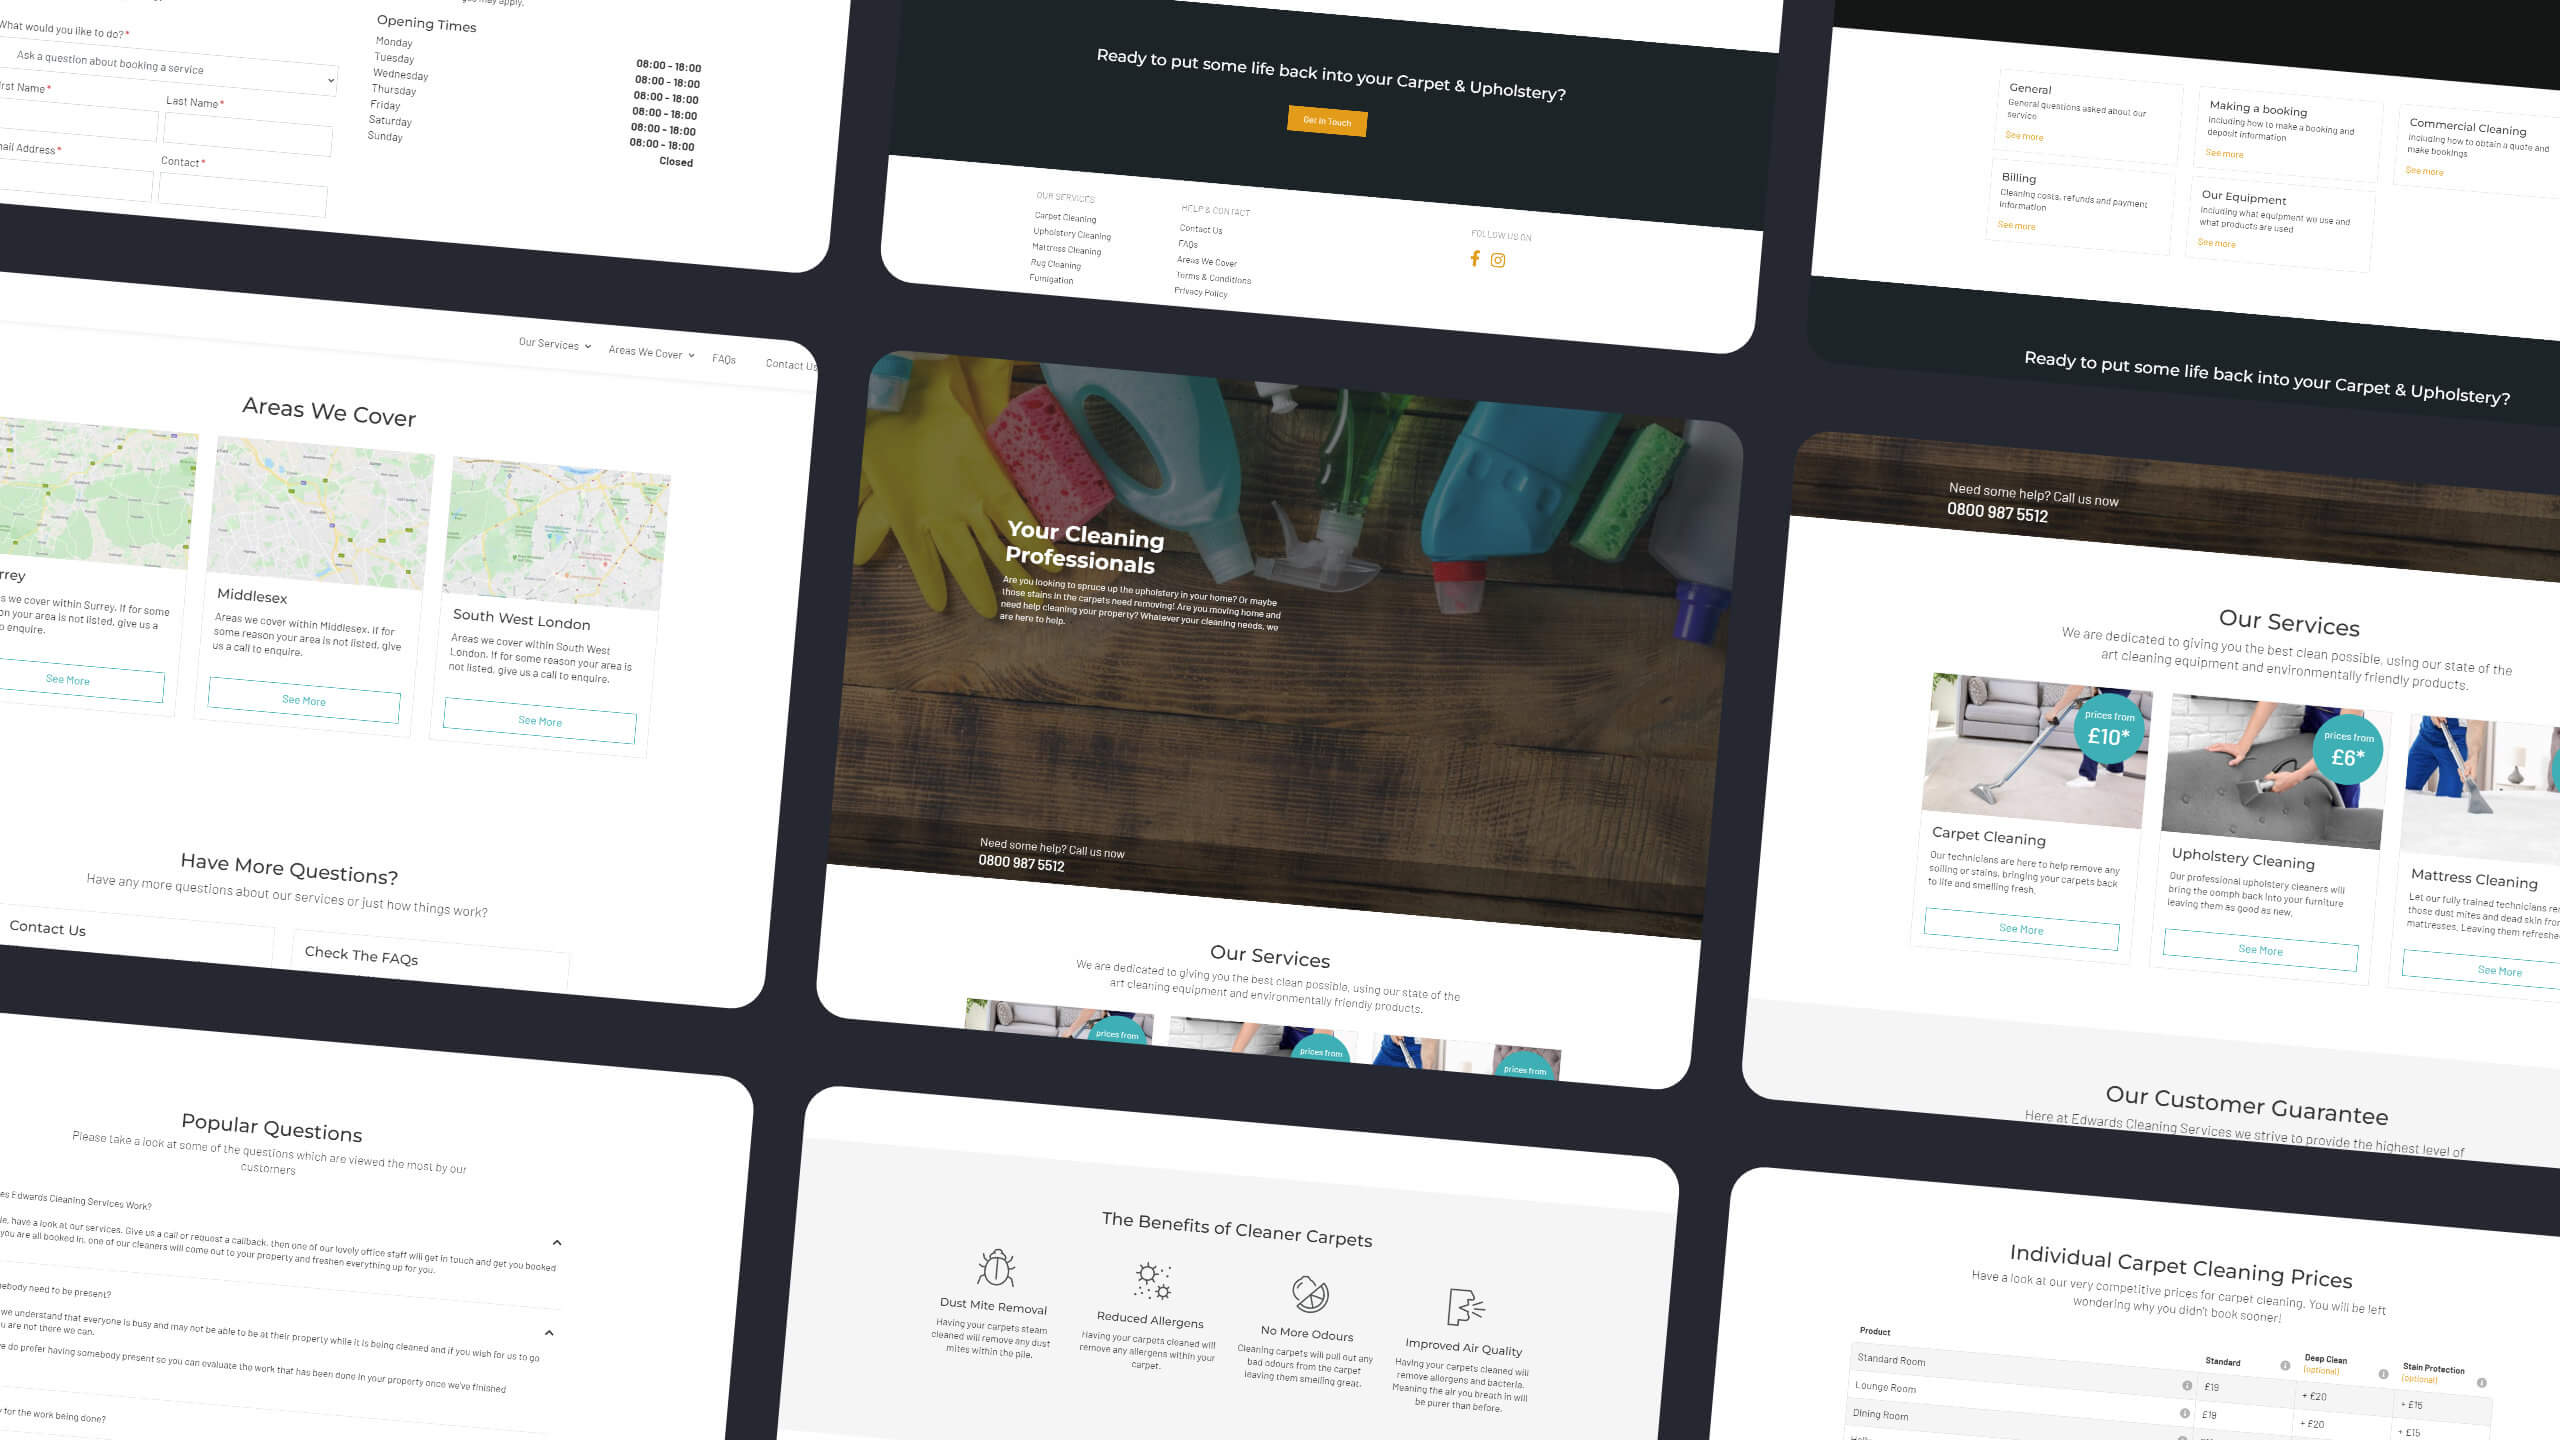 What would you like to do?*
Ask a question about booking a service
Last Name*
Contact*
Opening Times
Monday
Tuesday
Wednesday
Thursday
Friday
Saturday
Sunday
08:00 - 18:00
08:00 - 18:00
08:00 - 18:00
08:00 - 18:00
08:00 - 18:00
08:00 - 18:00
Closed
Ready to put some life back into your Carpet & Upholstery?
Get In Touch
OUR SERVICES
Carpet Cleaning
Upholstery Cleaning
Mattress Cleaning
Rug Cleaning
Fumigation
HELP & CONTACT
Contact Us
FAQs
Areas We Cover
Terms & Conditions
Privacy Policy
FOLLOW US ON
General
General questions asked about our
service
See more
Making a booking
Including how to make a booking and
deposit information
See more
Commercial Cleaning
Including how to obtain a quote and
make bookings
See more
Billing
Cleaning costs, refunds and payment
information
See more
Our Equipment
Including what equipment we use and
what products are used
See more
Ready to put some life back into your Carpet & Upholstery?
Our Services
Areas We Cover
FAQs
Contact Us
Areas We Cover
we cover within Surrey. If for some
your area is not listed, give us a
enquire.
See More
Middlesex
Areas we cover within Middlesex. If for
some reason your area is not listed, give
us a call to enquire.
See More
South West London
Areas we cover within South West
London. If for some reason your area is
not listed, give us a call to enquire.
See More
Have More Questions?
Have any more questions about our services or just how things work?
Contact Us
Check The FAQs
Your Cleaning
Professionals
Are you looking to spruce up the upholstery in your home? Or maybe
those stains in the carpets need removing! Are you moving home and
need help cleaning your property? Whatever your cleaning needs, we
are here to help.
Need some help? Call us now
0800 987 5512
Our Services
We are dedicated to giving you the best clean possible, using our state of the
art cleaning equipment and environmentally friendly products.
prices from
prices from
prices from
Need some help? Call us now
0800 987 5512
Our Services
We are dedicated to giving you the best clean possible, using our state of the
art cleaning equipment and environmentally friendly products.
prices from
£10*
Carpet Cleaning
Our technicians are here to help remove any
soiling or stains, bringing your carpets back
to life and smelling fresh.
See More
prices from
£6*
Upholstery Cleaning
Our professional upholstery cleaners will
bring the oomph back into your furniture
leaving them as good as new.
See More
Mattress Cleaning
Let our fully trained technicians
those dust mites and dead skin
mattresses. Leaving them
See More
Our Customer Guarantee
Here at Edwards Cleaning Services we strive to provide the highest level of
Popular Questions
Please take a look at some of the questions which are viewed the most by our
customers
Edwards Cleaning Services Work?
have a look at our services. Give us a call or request a callback, then one of our lovely office staff will get in touch and get you booked
you are all booked in, one of our cleaners will come out to your property and freshen everything up for you.
need to be present?
we understand that everyone is busy and may not be able to be at their property while it is being cleaned and if you wish for us to go
are not there we can.
do prefer having somebody present so you can evaluate the work that has been done in your property once we've finished
for the work being done?
The Benefits of Cleaner Carpets
Dust Mite Removal
Having your carpets steam
cleaned will remove any dust
mites within the pile.
Reduced Allergens
Having your carpets cleaned will
remove any allergens within your
carpet.
No More Odours
Cleaning carpets will pull out any
bad odours from the carpet
leaving them smelling great.
Improved Air Quality
Having your carpets cleaned will
remove allergens and bacteria.
Meaning the air you breath in will
be purer than before.
Individual Carpet Cleaning Prices
Have a look at our very competitive prices for carpet cleaning. You will be left
wondering why you didn't book sooner!
Product
Standard
Deep Clean
(optional)
Stain Protection
(optional)
Standard Room
£19
+ £20
+ £15
Lounge Room
£19
+ £20
+ £15
Dining Room